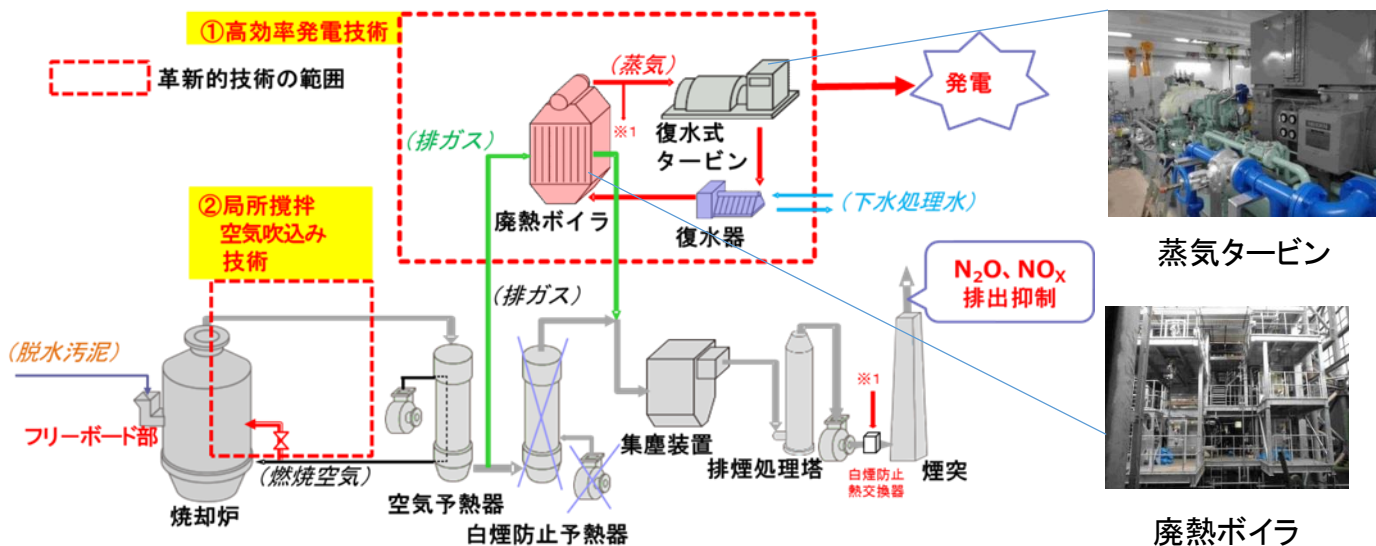 ①高効率発電技術
革新的技術の範囲
(蒸気)
※1
復水式
タービン
発電
(排ガス)
廃熱ボイラ
復水器
(下水処理水)
蒸気タービン
②局所撹拌
空気吹込み
技術
(排ガス)
N₂O、NOX
排出抑制
(脱水汚泥)
フリーボード部
(燃焼空気)
焼却炉
空気予熱器
白煙防止予熱器
集塵装置
排煙処理塔
※1
白煙防止
熱交換器
煙突
廃熱ボイラ